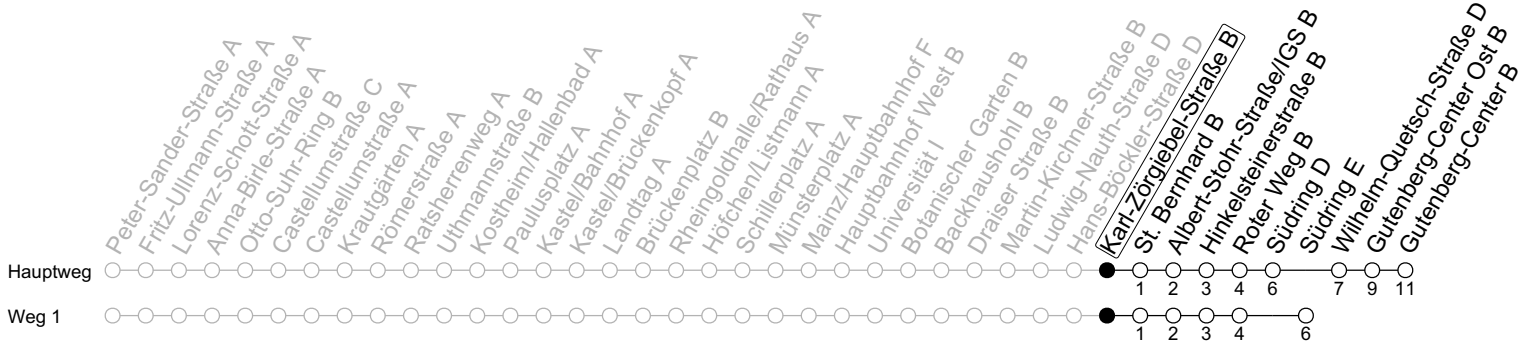 Peter-Sander-Straße A
Fritz-Ullmann-Straße A
Lorenz-Schott-Straße A
Anna-Birle-Straße A
Otto-Suhr-Ring B
Castellumstraße C
Castellumstraße A
Krautgärten A
Römerstraße A
Ratsherrenweg A
Uthmannstraße B
Kostheim/Hallenbad A
Paulusplatz A
Kastel/Bahnhof A
Kastel/Brückenkopf A
Landtag A
Brückenplatz B
Rheingoldhalle/Rathaus A
Höfchen/Listmann A
Schillerplatz A
Münsterplatz A
Mainz/Hauptbahnhof F
Hauptbahnhof West B
Universität I
Botanischer Garten B
Backhaushohl B
Draiser Straße B
Martin-Kirchner-Straße B
Ludwig-Nauth-Straße D
Hans-Böckler-Straße D
Karl-Zörgiebel-Straße B
St. Bernhard B
Albert-Stohr-Straße/IGS B
Hinkelsteinerstraße B
Roter Weg B
Südring D
Südring E
Wilhelm-Quetsch-Straße D
Gutenberg-Center Ost B
Gutenberg-Center B
Hauptweg
1 2 3 4 6 7 9 11
Weg 1
1 2 3 4 6